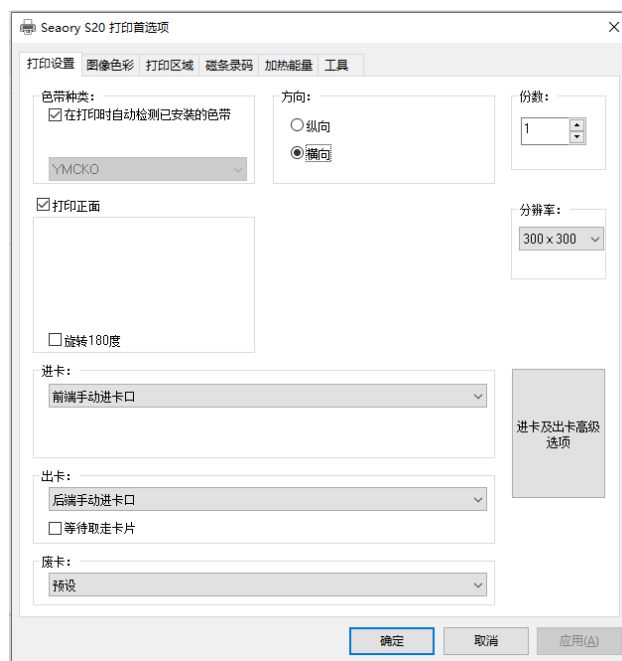 Seaory S20 打印首选项
打印设置 图像色彩 打印区域 磁条录码 加热能量 工具
色带种类:
在打印时自动检测已安装的色带
YMCKO
方向:
纵向
横向
份数:
1
打印正面
旋转180度
分辨率:
300 x 300
进卡:
前端手动进卡口
进卡及出卡高级
选项
出卡:
后端手动进卡口
等待取走卡片
废卡:
预设
确定 取消 应用(A)